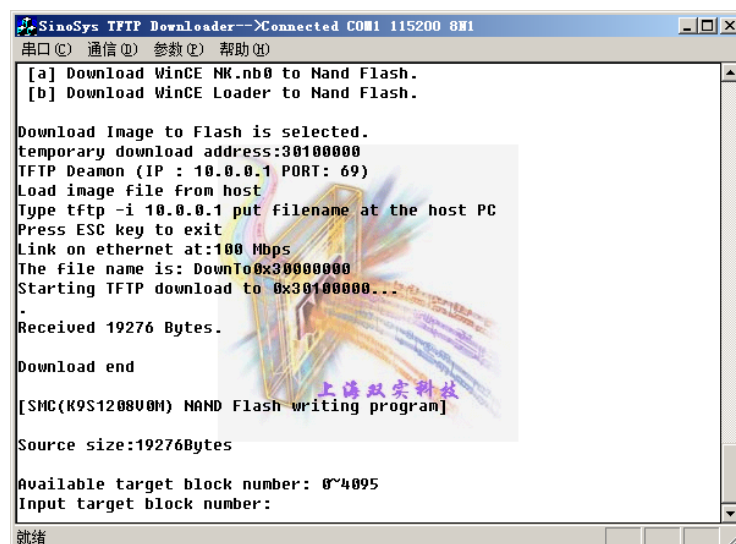 SinoSys TFTP Downloader-->Connected COM1 115200 8N1
串口(C) 通信(D) 参数(P) 帮助(H)
[a] Download WinCE NK.nb0 to Nand Flash.
[b] Download WinCE Loader to Nand Flash.
Download Image to Flash is selected.
temporary download address:30100000
TFTP Deamon (IP : 10.0.0.1 PORT: 69)
Load image file from host
Type tftp -i 10.0.0.1 put filename at the host PC
Press ESC key to exit
Link on ethernet at:100 Mbps
The file name is: DownTo0x30000000
Starting TFTP download to 0x30100000...
.
Received 19276 Bytes.
Download end
上海双实科技
[SMC(K9S1208V0M) NAND Flash writing program]
Source size:19276Bytes
Available target block number: 0~4095
Input target block number:
就绪